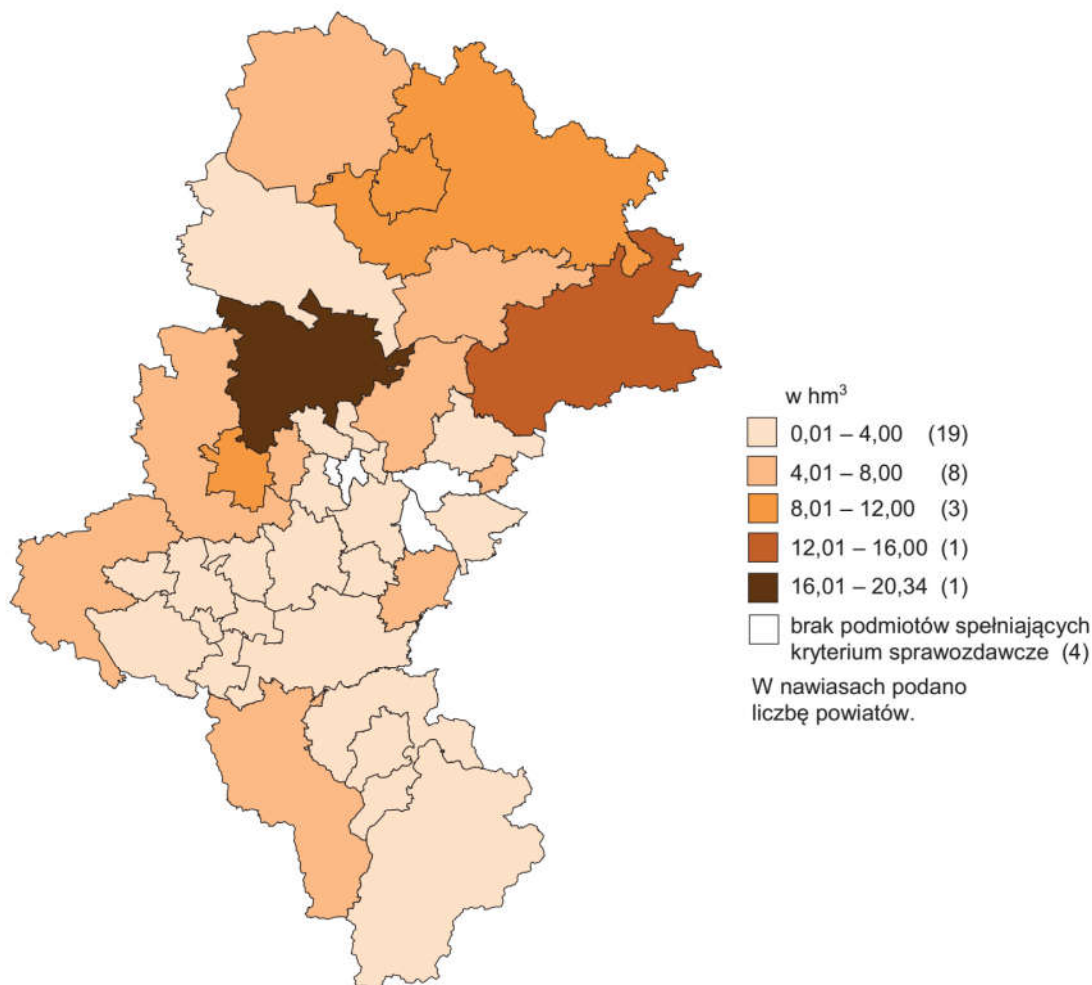 w hm³
0,01 – 4,00 (19)
4,01 – 8,00 (8)
8,01 – 12,00 (3)
12,01 – 16,00 (1)
16,01 – 20,34 (1)
brak podmiotów spełniających
kryterium sprawozdawcze (4)
W nawiasach podano
liczbę powiatów.